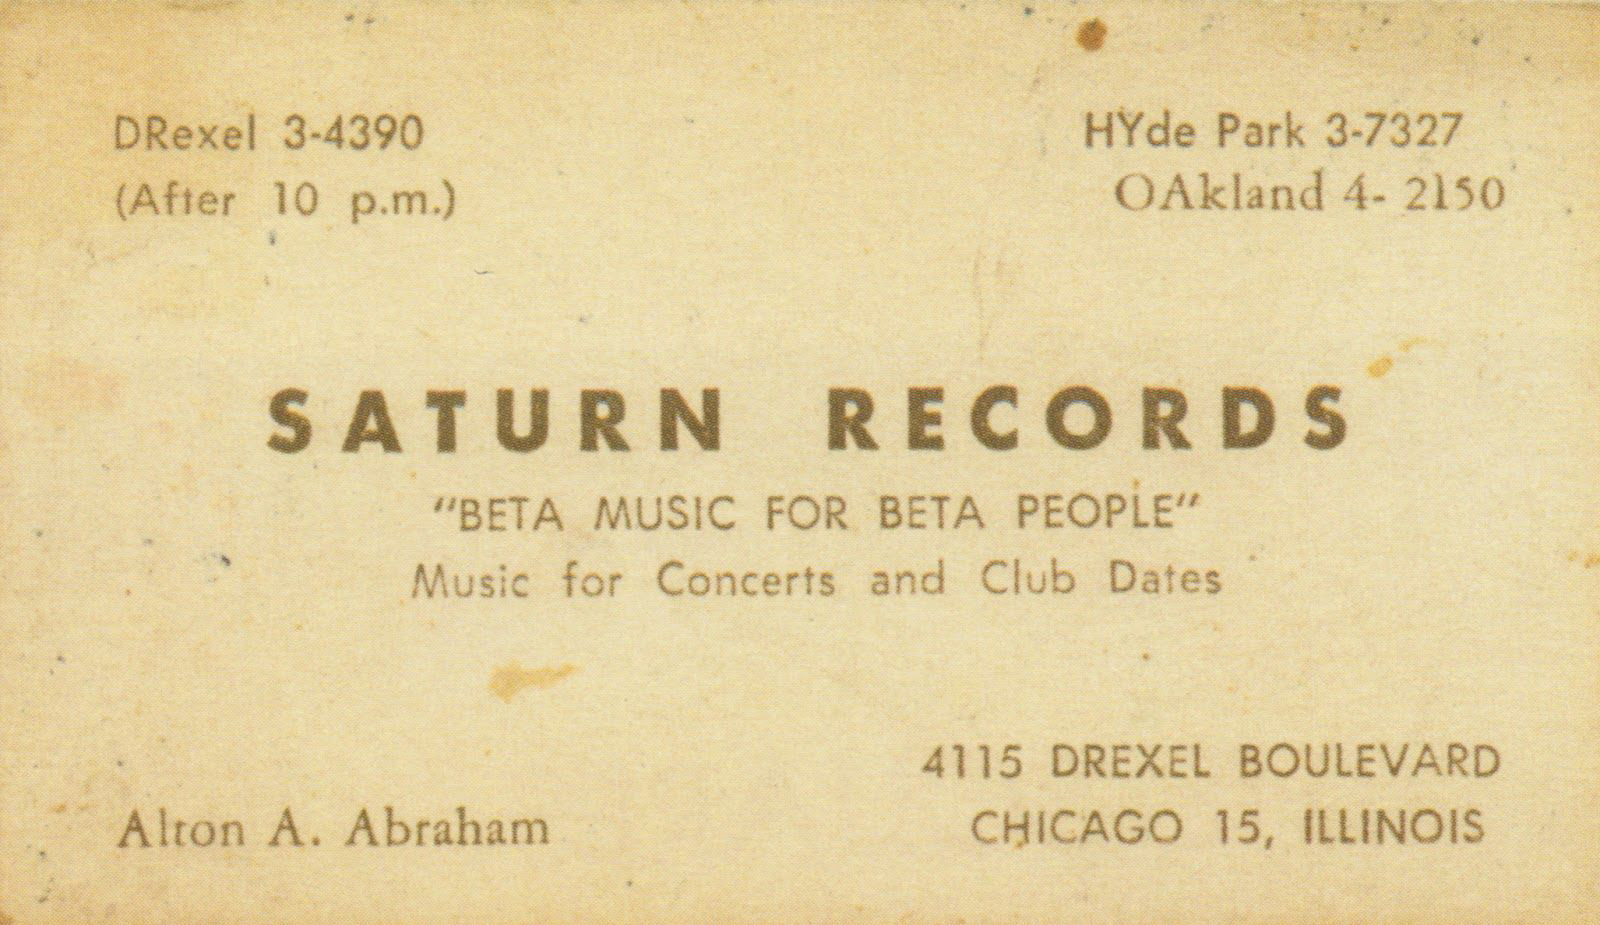 DRexel 3-4390
(After 10 p.m.)
HYde Park 3-7327
OAkland 4- 2150
SATURN RECORDS
"BETA MUSIC FOR BETA PEOPLE"
Music for Concerts and Club Dates
Alton A. Abraham
4115 DREXEL BOULEVARD
CHICAGO 15, ILLINOIS